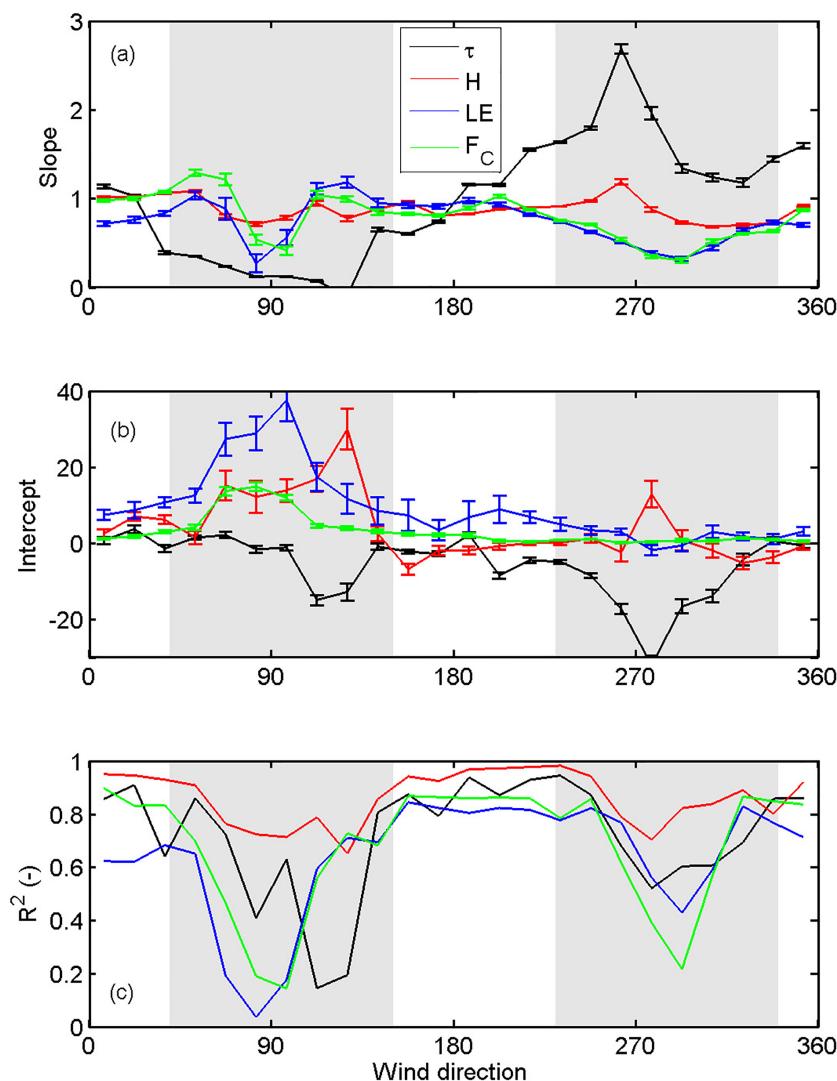 3
2
1
0
Slope
(a)
τ
H
LE
F_C
0 90 180 270 360
40
20
0
-20
Intercept
(b)
0 90 180 270 360
1
0.8
0.6
0.4
0.2
0
R² (-)
(c)
0 90 180 270 360
Wind direction